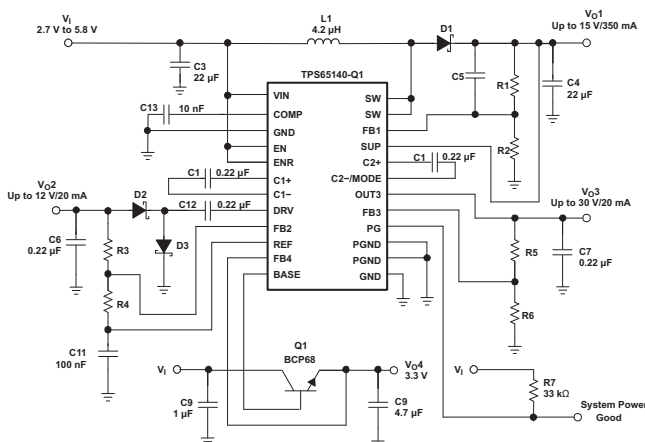 VI
2.7 V to 5.8 V
L1
4.2 µH
D1
VO1
Up to 15 V/350 mA
C3
22 µF
C5
R1
C4
22 µF
R2
TPS65140-Q1
VIN
COMP
GND
EN
ENR
C1+
C1−
DRV
FB2
REF
FB4
BASE
SW
SW
FB1
SUP
C2+
C2−/MODE
OUT3
FB3
PG
PGND
PGND
GND
C13
10 nF
C1
0.22 µF
C1
0.22 µF
VO2
Up to 12 V/20 mA
D2
C12
0.22 µF
C6
0.22 µF
R3
D3
R4
C11
100 nF
VO3
Up to 30 V/20 mA
R5
C7
0.22 µF
R6
Q1
BCP68
VI
VO4
3.3 V
C9
1 µF
C9
4.7 µF
VI
R7
33 kΩ
System Power
Good